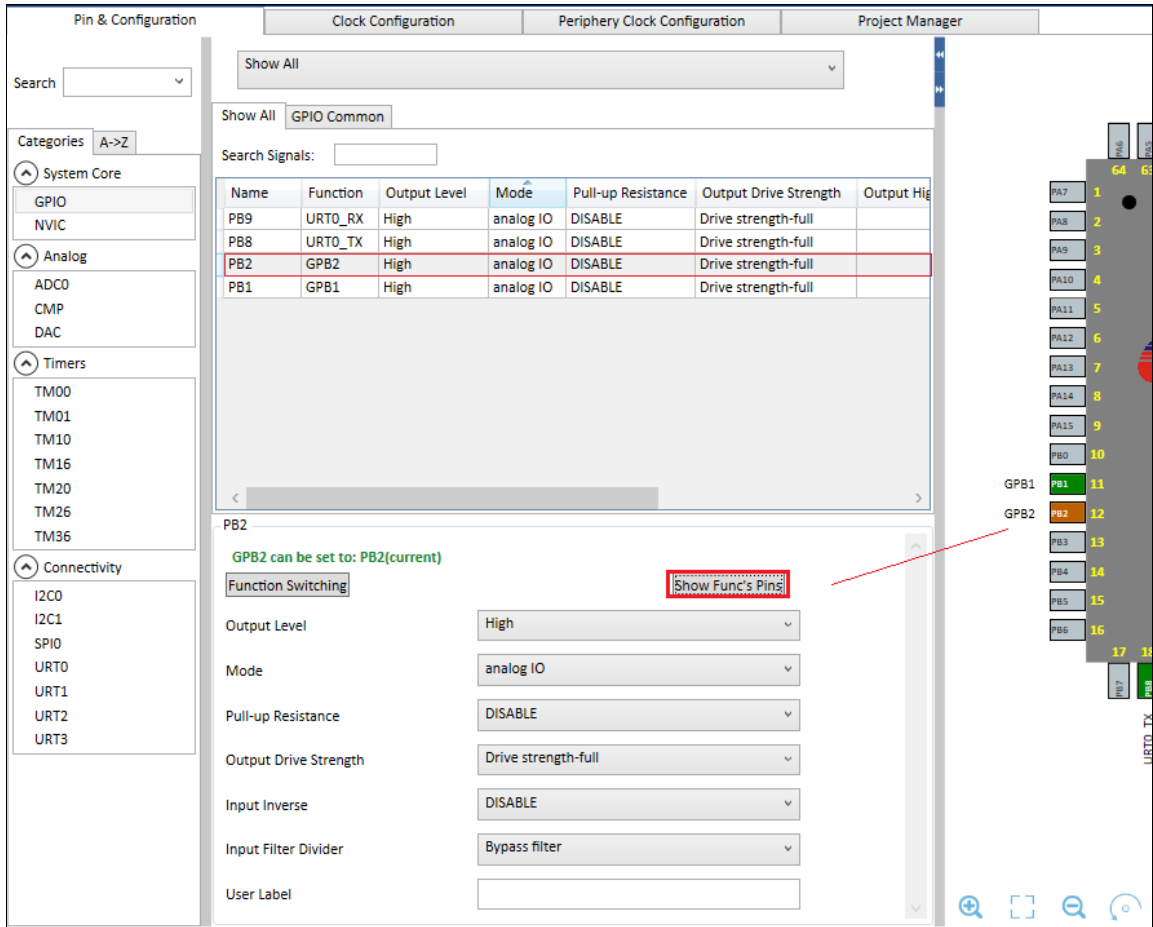 Pin & Configuration
Clock Configuration
Periphery Clock Configuration
Project Manager
Search
Show All
Categories
A->Z
System Core
GPIO
NVIC
Analog
ADC0
CMP
DAC
Timers
TM00
TM01
TM10
TM16
TM20
TM26
TM36
Connectivity
I2C0
I2C1
SPI0
URT0
URT1
URT2
URT3
Show All
GPIO Common
Search Signals:
Name Function Output Level Mode Pull-up Resistance Output Drive Strength Output Hig
PB9 URT0_RX High analog IO DISABLE Drive strength-full
PB8 URT0_TX High analog IO DISABLE Drive strength-full
PB2 GPB2 High analog IO DISABLE Drive strength-full
PB1 GPB1 High analog IO DISABLE Drive strength-full
PB2
GPB2 can be set to: PB2(current)
Function Switching
Show Func's Pins
Output Level High
Mode analog IO
Pull-up Resistance DISABLE
Output Drive Strength Drive strength-full
Input Inverse DISABLE
Input Filter Divider Bypass filter
User Label
PA6 PA5
64 63
PA7 1
PA8 2
PA9 3
PA10 4
PA11 5
PA12 6
PA13 7
PA14 8
PA15 9
PB0 10
GPB1 PB1 11
GPB2 PB2 12
PB3 13
PB4 14
PB5 15
PB6 16
17 18
PB7 PB8
URT0_TX